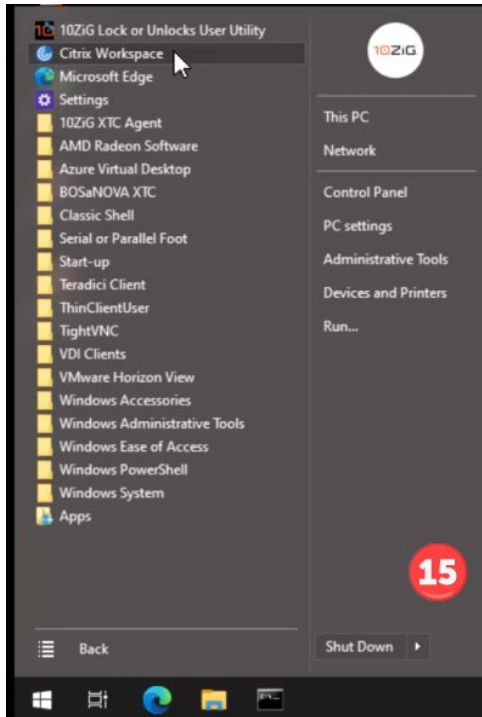 10ZiG Lock or Unlocks User Utility
Citrix Workspace
Microsoft Edge
Settings
10ZiG XTC Agent
AMD Radeon Software
Azure Virtual Desktop
BOSaNOVA XTC
Classic Shell
Serial or Parallel Foot
Start-up
Teradici Client
ThinClientUser
TightVNC
VDI Clients
VMware Horizon View
Windows Accessories
Windows Administrative Tools
Windows Ease of Access
Windows PowerShell
Windows System
Apps
Back
10ZiG
This PC
Network
Control Panel
PC settings
Administrative Tools
Devices and Printers
Run...
15
Shut Down